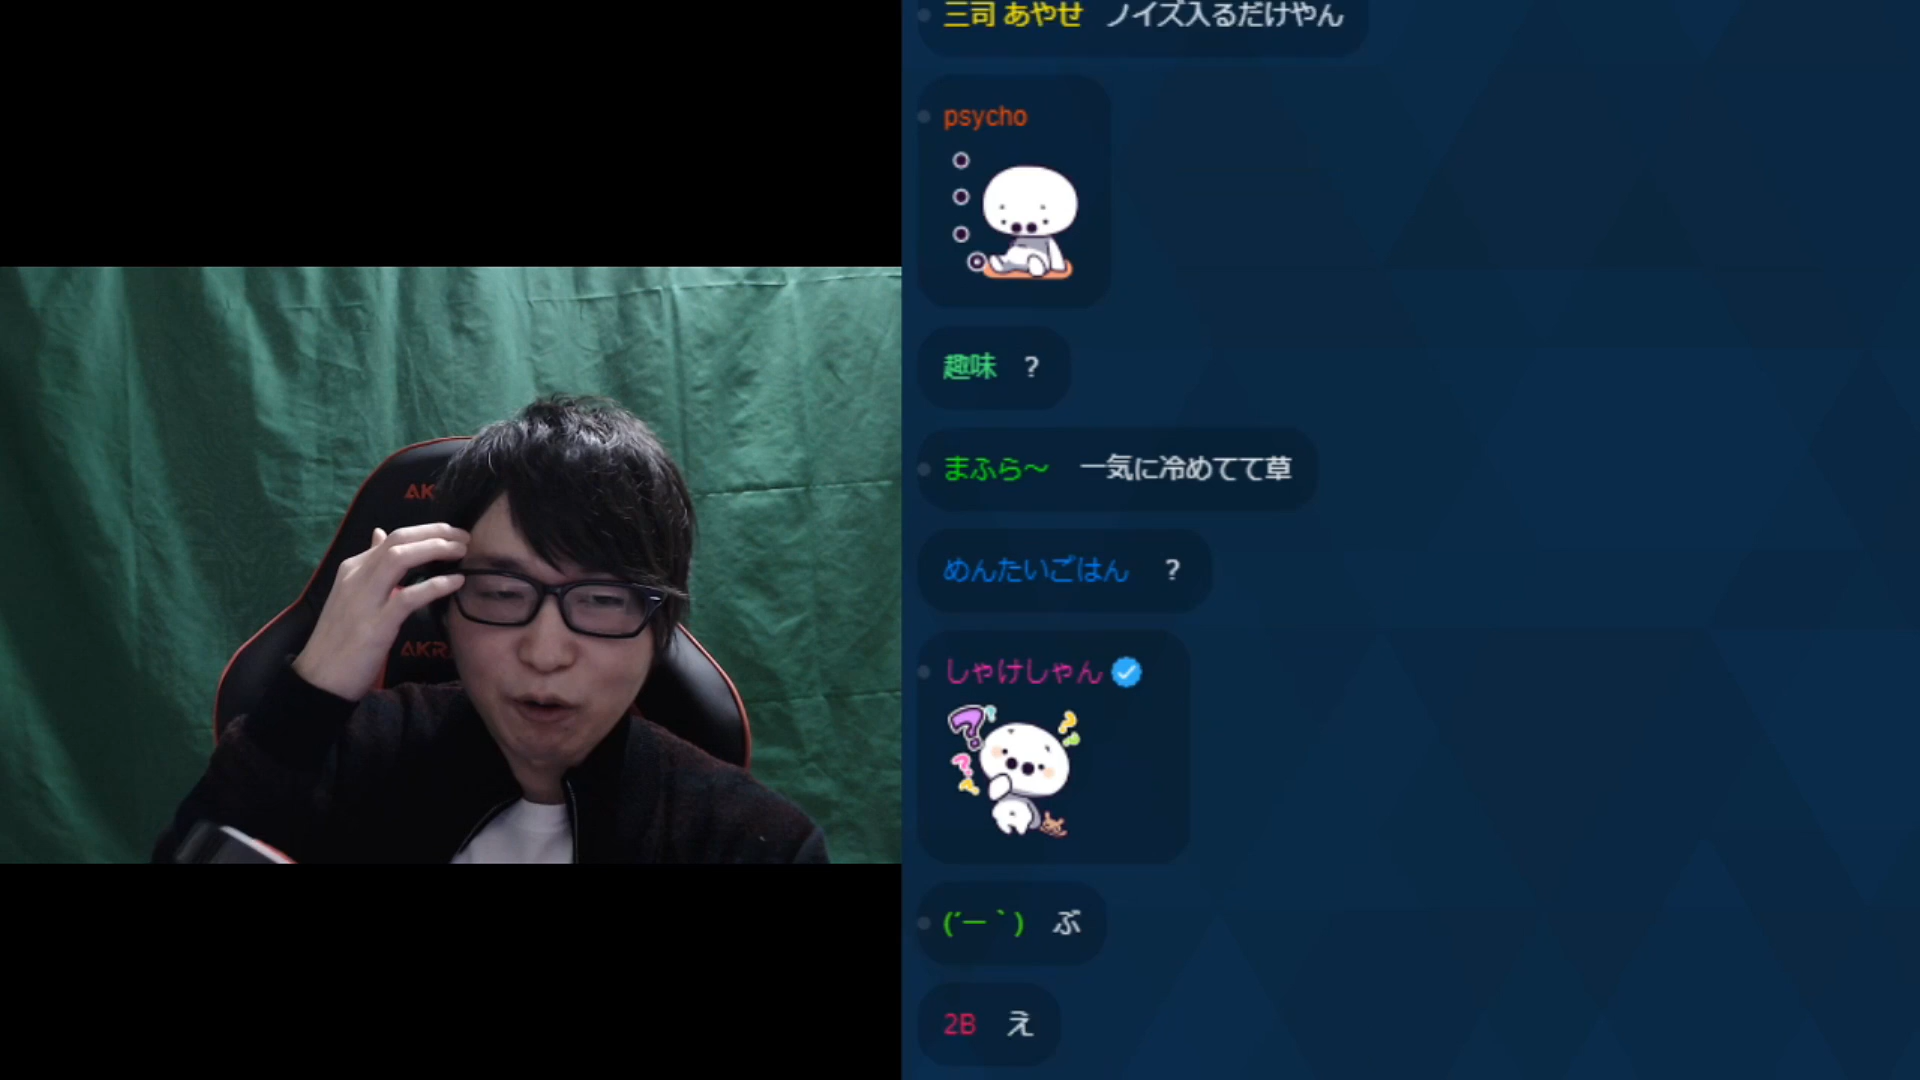 三司 あやせ ノイズ入るだけやん
psycho
趣味 ?
まふら～ 一気に冷めてて草
めんたいごはん ?
しゃけしゃん
(´ー｀) ぶ
2B え
AK
AKR